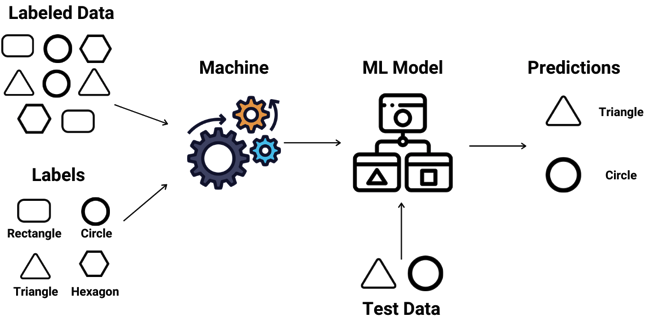 Labeled Data
Labels
Rectangle
Circle
Triangle
Hexagon
Machine
ML Model
Test Data
Predictions
Triangle
Circle